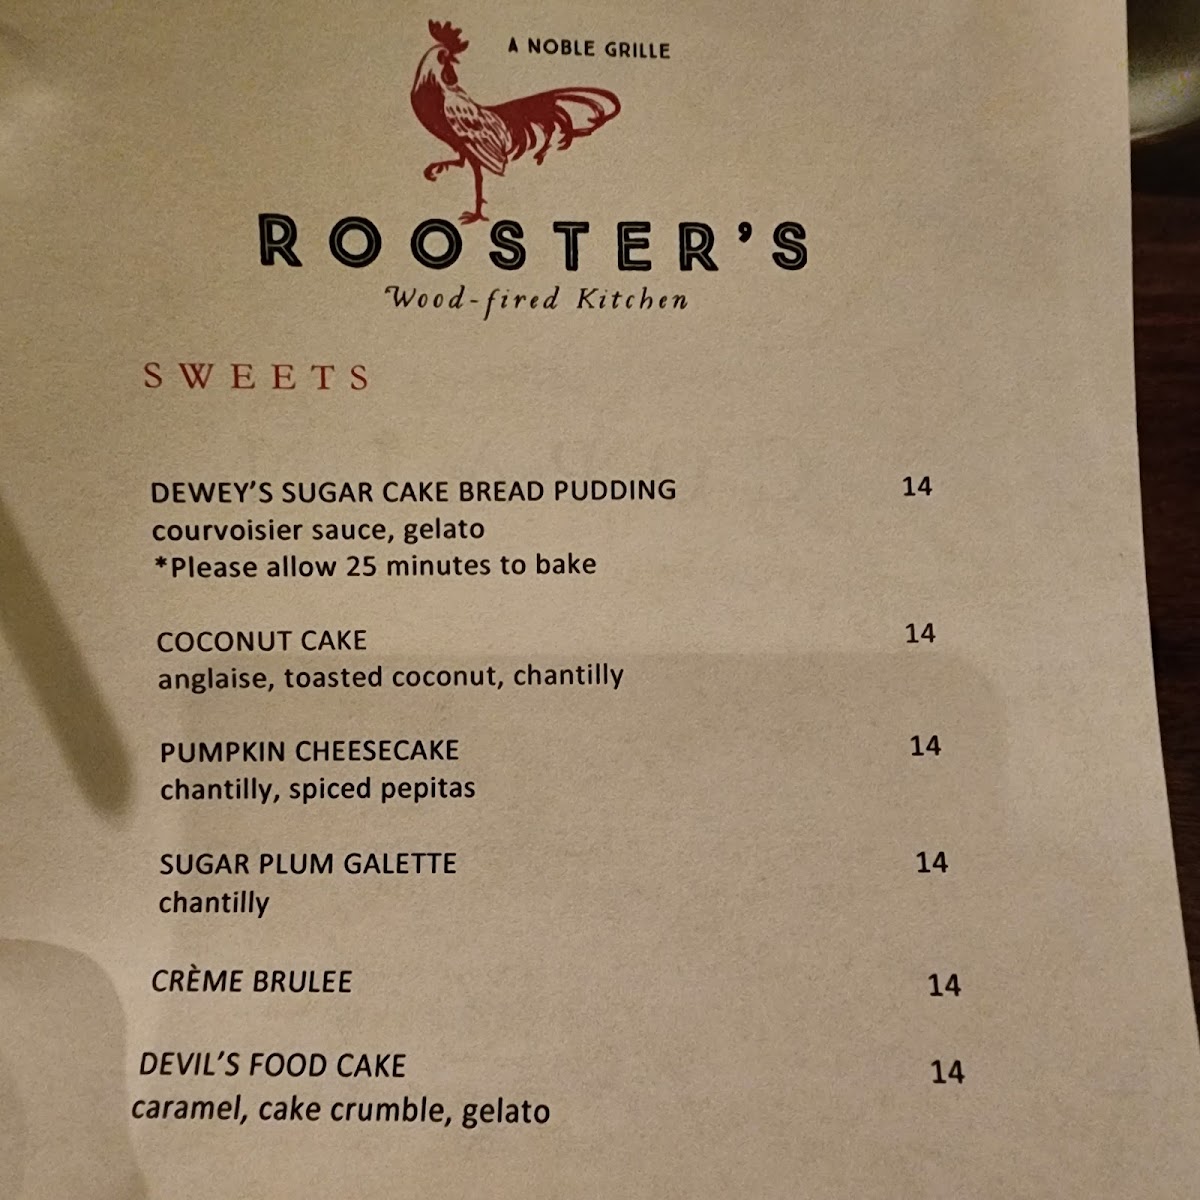 A NOBLE GRILLE
ROOSTER'S
Wood-fired Kitchen
SWEETS
DEWEY'S SUGAR CAKE BREAD PUDDING 14
courvoisier sauce, gelato
*Please allow 25 minutes to bake
COCONUT CAKE 14
anglaise, toasted coconut, chantilly
PUMPKIN CHEESECAKE 14
chantilly, spiced pepitas
SUGAR PLUM GALETTE 14
chantilly
CRÈME BRULEE 14
DEVIL'S FOOD CAKE 14
caramel, cake crumble, gelato